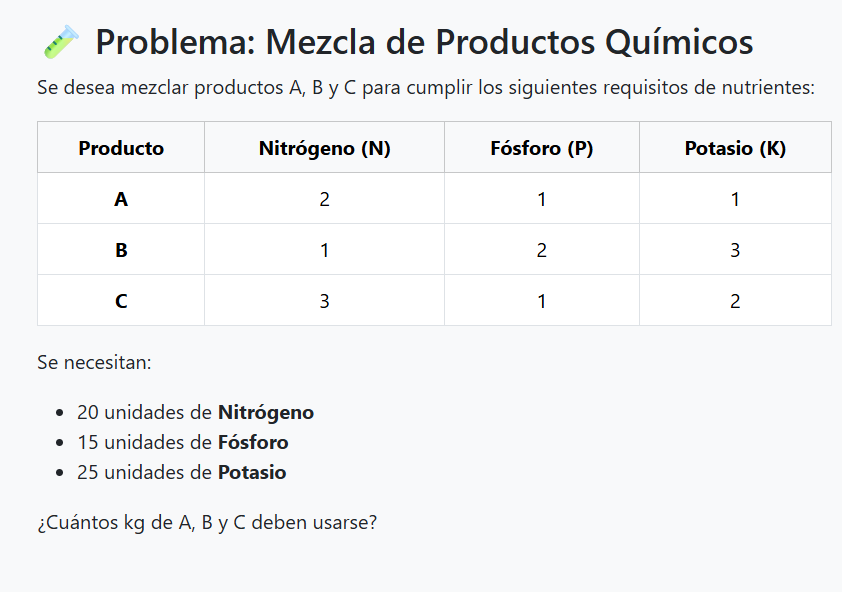 Problema: Mezcla de Productos Químicos
Se desea mezclar productos A, B y C para cumplir los siguientes requisitos de nutrientes:
Producto Nitrógeno (N) Fósforo (P) Potasio (K)
A 2 1 1
B 1 2 3
C 3 1 2
Se necesitan:
• 20 unidades de Nitrógeno
• 15 unidades de Fósforo
• 25 unidades de Potasio
¿Cuántos kg de A, B y C deben usarse?